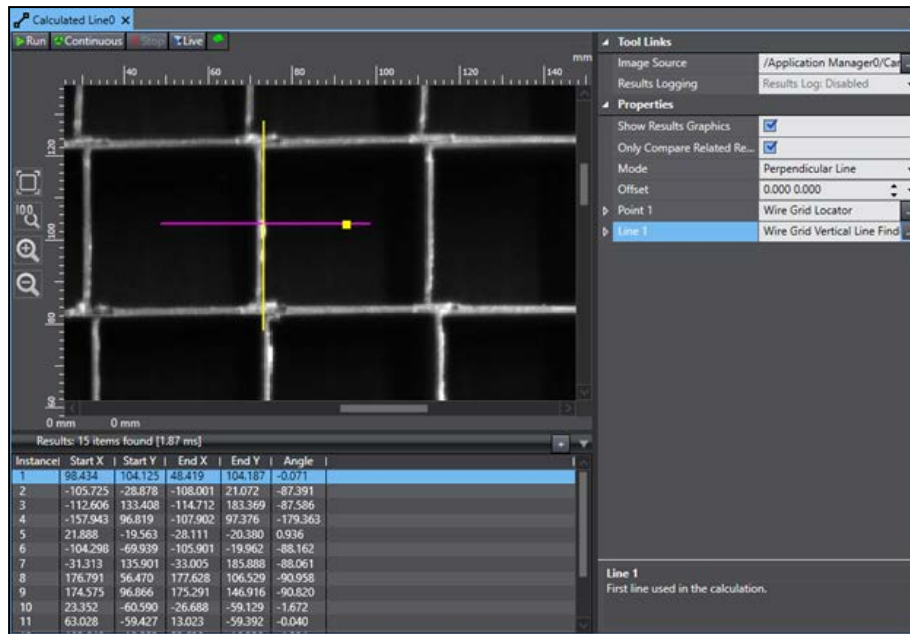 Calculated Line0 ×
Run Continuous Stop Live
mm
40 60 80 100 120 140
120
100
80
60
100
0 mm 0 mm
Results: 15 items found [1.87 ms]
Instance Start X Start Y End X End Y Angle
1 98.434 104.125 48.419 104.187 -0.071
2 -105.725 -28.878 -108.001 21.072 -87.391
3 -112.606 133.408 -114.712 183.369 -87.586
4 -157.943 96.819 -107.902 97.376 -179.363
5 21.888 -19.563 -28.111 -20.380 0.936
6 -104.298 -69.939 -105.901 -19.962 -88.162
7 -31.313 135.901 -33.005 185.888 -88.061
8 176.791 56.470 177.628 106.529 -90.958
9 174.575 96.866 175.291 146.916 -90.820
10 23.352 -60.590 -26.688 -59.129 -1.672
11 63.028 -59.427 13.023 -59.392 -0.040
Tool Links
Image Source /Application Manager0/Car
Results Logging Results Log: Disabled
Properties
Show Results Graphics
Only Compare Related Re...
Mode Perpendicular Line
Offset 0.000 0.000
Point 1 Wire Grid Locator
Line 1 Wire Grid Vertical Line Find
Line 1
First line used in the calculation.